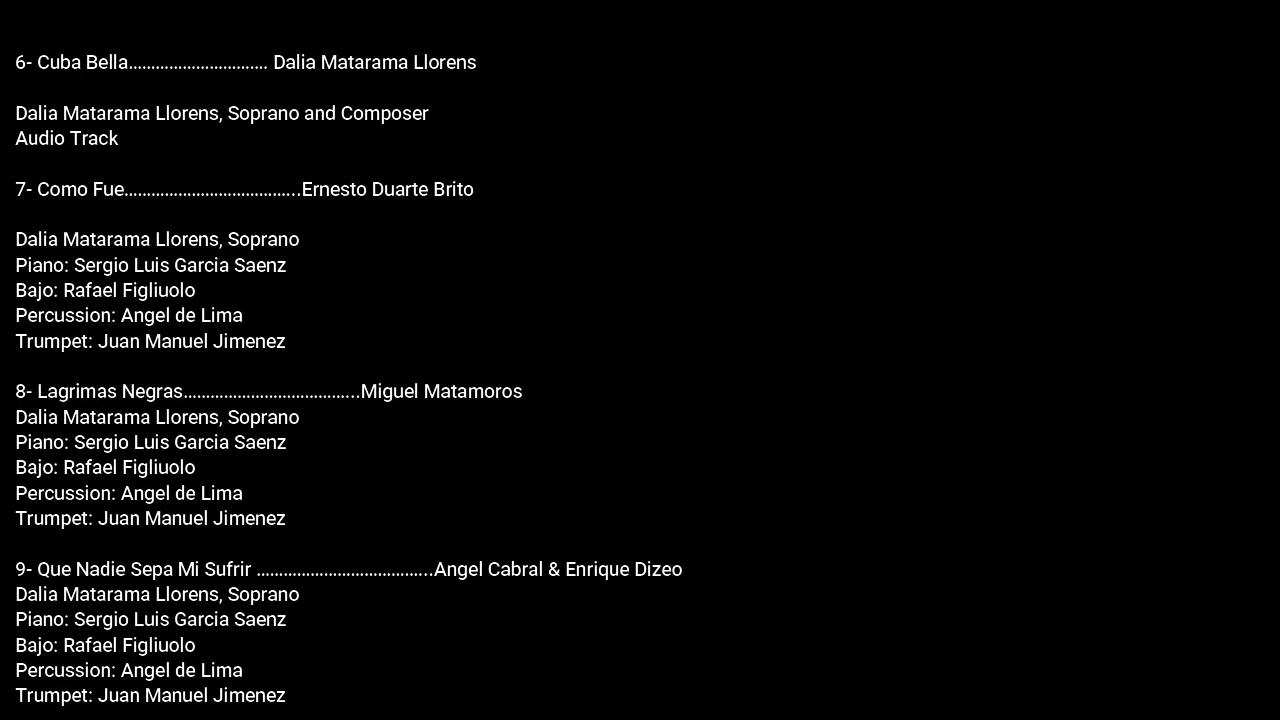 6- Cuba Bella…………………………. Dalia Matarama Llorens
Dalia Matarama Llorens, Soprano and Composer
Audio Track
7- Como Fue………………………………...Ernesto Duarte Brito
Dalia Matarama Llorens, Soprano
Piano: Sergio Luis Garcia Saenz
Bajo: Rafael Figliuolo
Percussion: Angel de Lima
Trumpet: Juan Manuel Jimenez
8- Lagrimas Negras………………………………...Miguel Matamoros
Dalia Matarama Llorens, Soprano
Piano: Sergio Luis Garcia Saenz
Bajo: Rafael Figliuolo
Percussion: Angel de Lima
Trumpet: Juan Manuel Jimenez
9- Que Nadie Sepa Mi Sufrir ………………………………...Angel Cabral & Enrique Dizeo
Dalia Matarama Llorens, Soprano
Piano: Sergio Luis Garcia Saenz
Bajo: Rafael Figliuolo
Percussion: Angel de Lima
Trumpet: Juan Manuel Jimenez